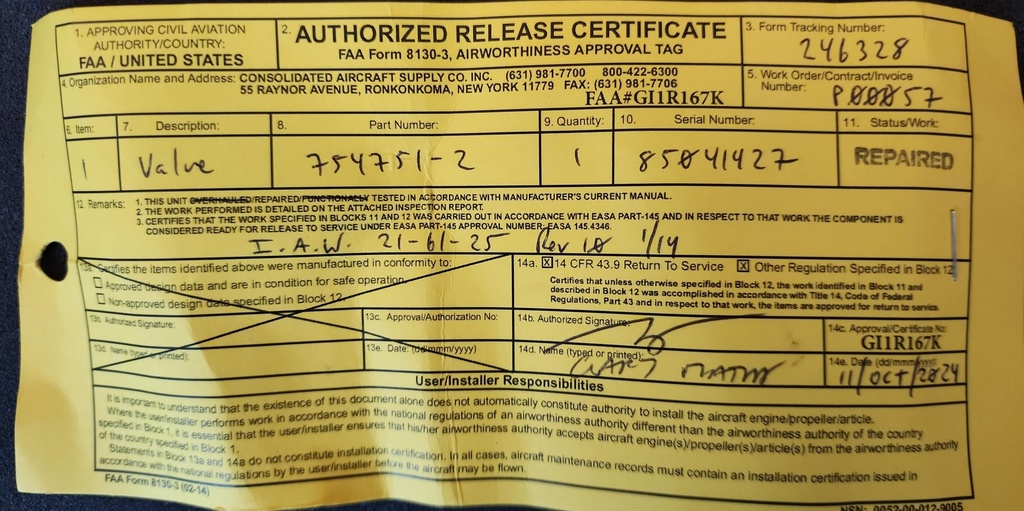 1. APPROVING CIVIL AVIATION AUTHORITY/COUNTRY:
FAA / UNITED STATES
2. AUTHORIZED RELEASE CERTIFICATE
FAA Form 8130-3, AIRWORTHINESS APPROVAL TAG
3. Form Tracking Number:
246328
4. Organization Name and Address: CONSOLIDATED AIRCRAFT SUPPLY CO. INC. (631) 981-7700 800-422-6300
55 RAYNOR AVENUE, RONKONKOMA, NEW YORK 11779 FAX: (631) 981-7706
FAA#GI1R167K
5. Work Order/Contract/Invoice
Number: P00057
6. Item: 7. Description: 8. Part Number: 9. Quantity: 10. Serial Number: 11. Status/Work:
1 Valve 754751-2 1 85041427 REPAIRED
12. Remarks: 1. THIS UNIT OVERHAULED/REPAIRED/FUNCTIONALLY TESTED IN ACCORDANCE WITH MANUFACTURER'S CURRENT MANUAL.
2. THE WORK PERFORMED IS DETAILED ON THE ATTACHED INSPECTION REPORT.
3. CERTIFIES THAT THE WORK SPECIFIED IN BLOCKS 11 AND 12 WAS CARRIED OUT IN ACCORDANCE WITH EASA PART-145 AND IN RESPECT TO THAT WORK THE COMPONENT IS
CONSIDERED READY FOR RELEASE TO SERVICE UNDER EASA PART-145 APPROVAL NUMBER: EASA 145.4346.
I.A.W. 21-61-25 Rev 10 1/14
13a. Certifies the items identified above were manufactured in conformity to:
Approved design data and are in condition for safe operation.
Non-approved design data specified in Block 12.
14a. ☒ 14 CFR 43.9 Return To Service ☒ Other Regulation Specified in Block 12
Certifies that unless otherwise specified in Block 12, the work identified in Block 11 and
described in Block 12 was accomplished in accordance with Title 14, Code of Federal
Regulations, Part 43 and in respect to that work, the items are approved for return to service.
13b. Authorized Signature:
13c. Approval/Authorization No:
14b. Authorized Signature:
14c. Approval/Certificate No:
GI1R167K
13d. Name (typed or printed):
13e. Date: (dd/mmm/yyyy)
14d. Name (typed or printed):
14e. Date (dd/mmm/yyyy):
11/OCT/2024
User/Installer Responsibilities
It is important to understand that the existence of this document alone does not automatically constitute authority to install the aircraft engine/propeller/article.
Where the user/installer performs work in accordance with the national regulations of an airworthiness authority different than the airworthiness authority of the country
specified in Block 1, it is essential that the user/installer ensures that his/her airworthiness authority accepts aircraft engine(s)/propeller(s)/article(s) from the airworthiness authority
of the country specified in Block 1.
Statements in Block 13a and 14a do not constitute installation certification. In all cases, aircraft maintenance records must contain an installation certification issued in
accordance with the national regulations by the user/installer before the aircraft may be flown.
FAA Form 8130-3 (02-14)
NSN: 0052-00-012-9005